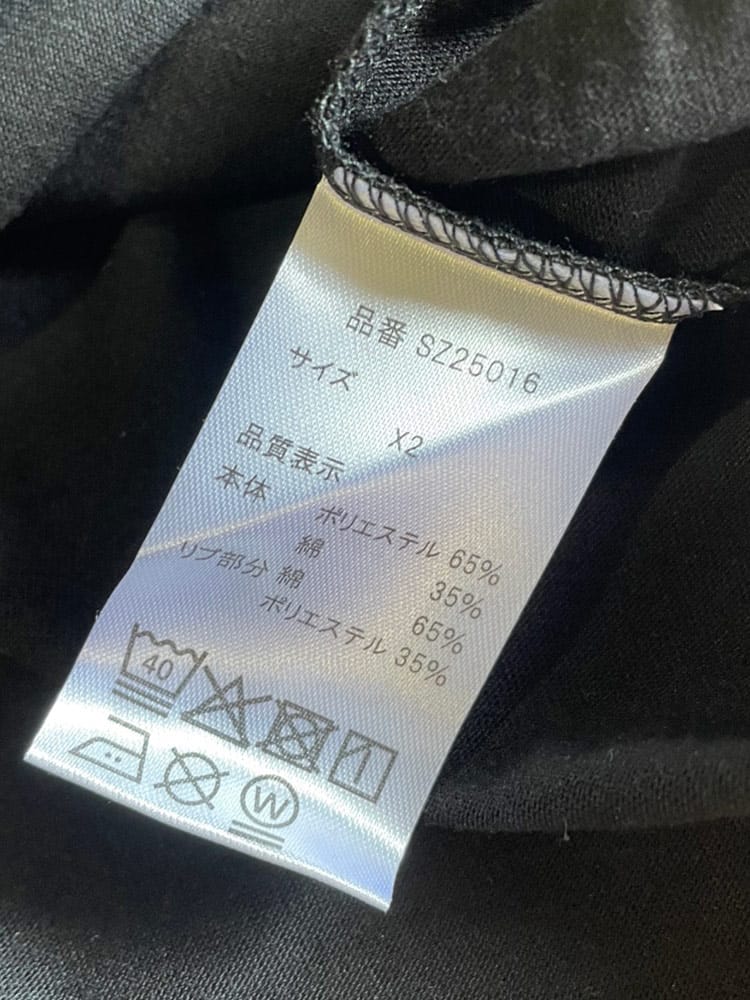 品番 SZ25016
サイズ
X2
品質表示
本体 ポリエステル 65%
綿 35%
リブ部分 綿 65%
ポリエステル 35%
40
W